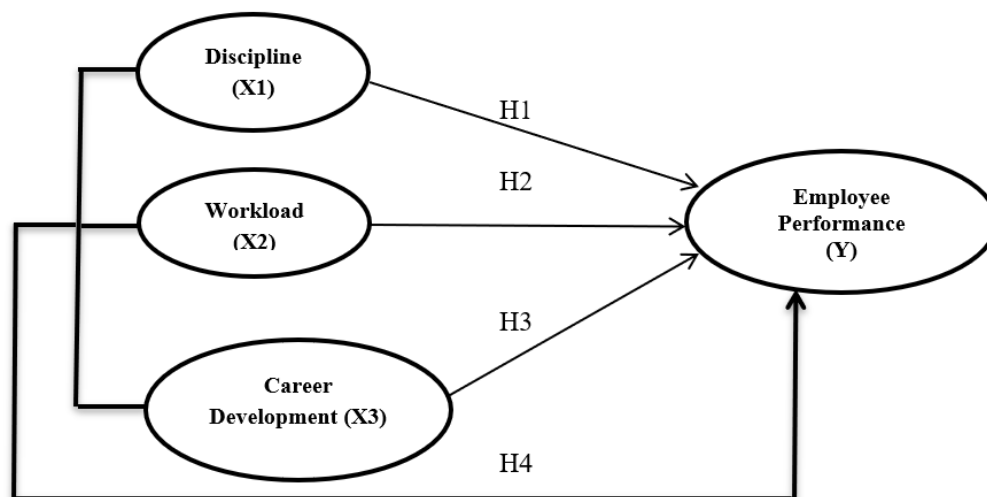 Discipline
(X1)
H1
H2
Workload
(X2)
Employee
Performance
(Y)
H3
Career
Development (X3)
H4